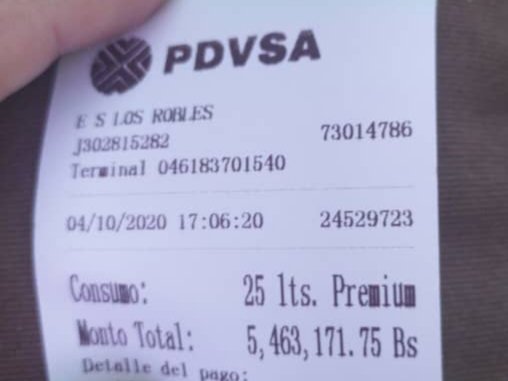 PDVSA
E S LOS ROBLES
J302815282 73014786
Terminal 046183701540
04/10/2020 17:06:20 24529723
Consumo: 25 lts. Premium
Monto Total: 5,463,171.75 Bs
Detalle del pago: